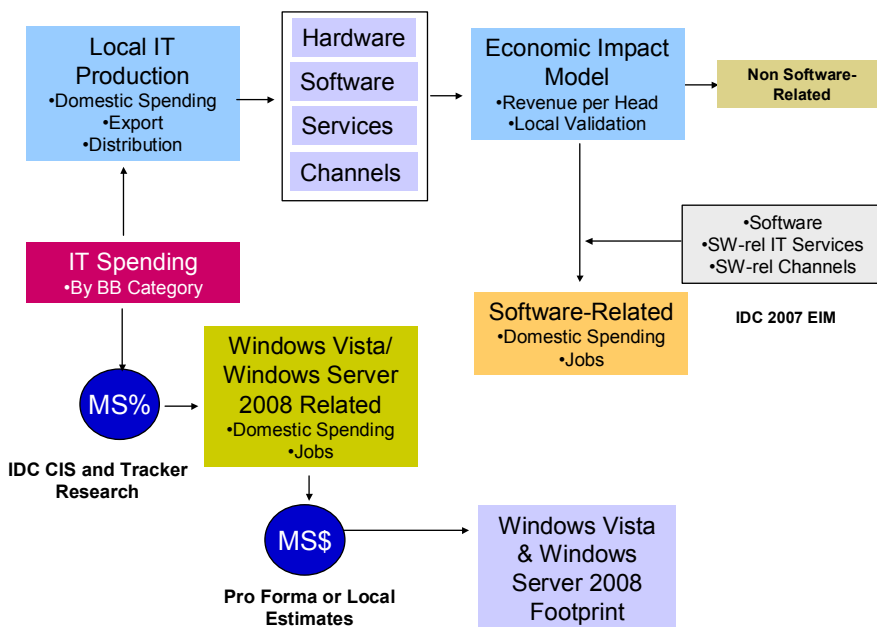 Local IT
Production
•Domestic Spending
•Export
•Distribution
Hardware
Software
Services
Channels
Economic Impact
Model
•Revenue per Head
•Local Validation
Non Software-
Related
•Software
•SW-rel IT Services
•SW-rel Channels
IDC 2007 EIM
IT Spending
•By BB Category
Software-Related
•Domestic Spending
•Jobs
MS%
IDC CIS and Tracker
Research
Windows Vista/
Windows Server
2008 Related
•Domestic Spending
•Jobs
MS$
Pro Forma or Local
Estimates
Windows Vista
& Windows
Server 2008
Footprint